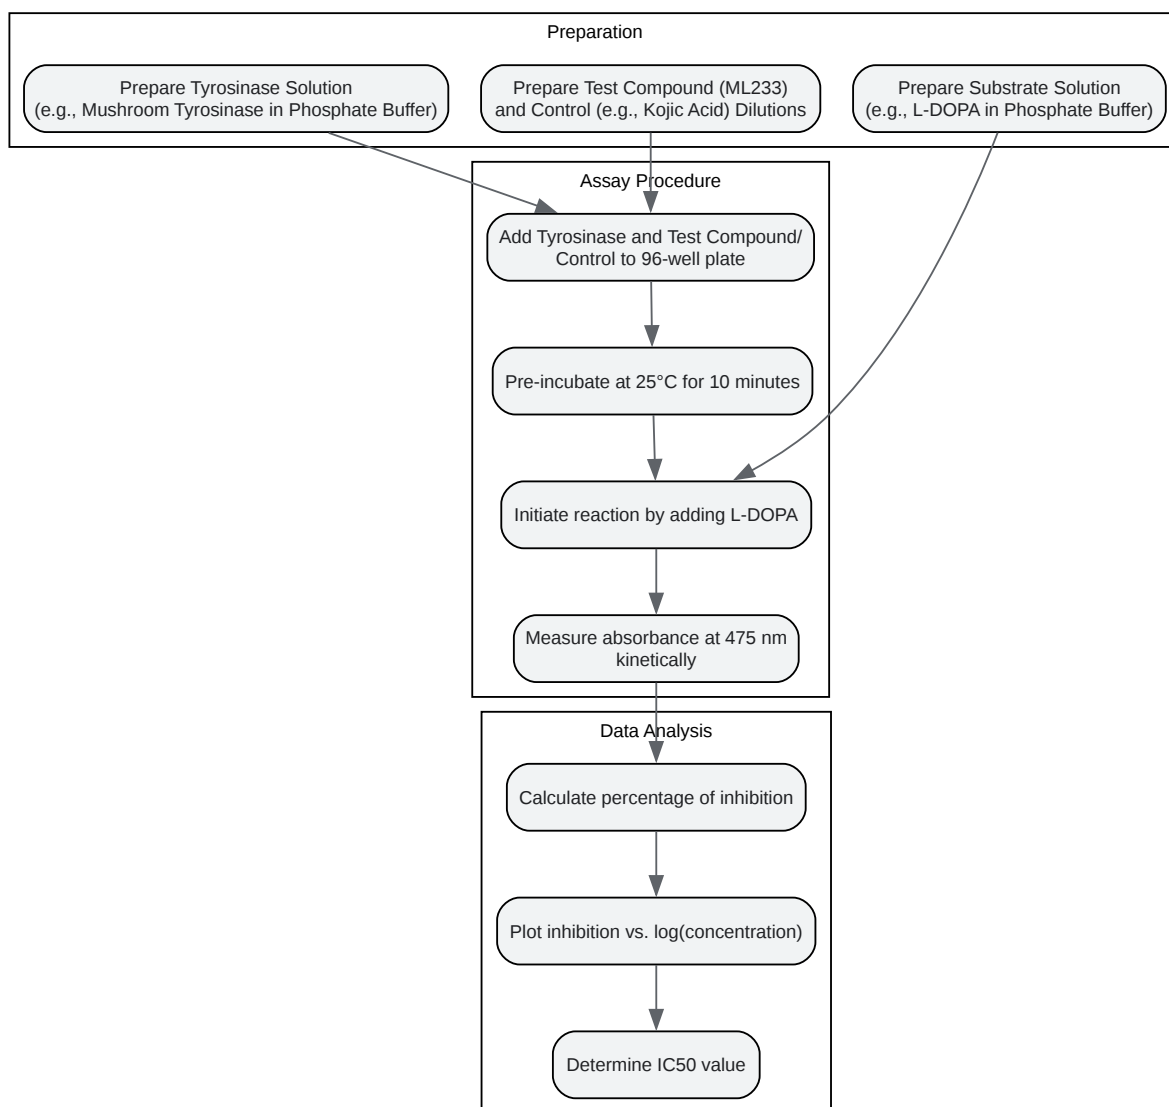 Preparation
Prepare Tyrosinase Solution
(e.g., Mushroom Tyrosinase in Phosphate Buffer)
Prepare Test Compound (ML233)
and Control (e.g., Kojic Acid) Dilutions
Prepare Substrate Solution
(e.g., L-DOPA in Phosphate Buffer)
Assay Procedure
Add Tyrosinase and Test Compound/
Control to 96-well plate
Pre-incubate at 25°C for 10 minutes
Initiate reaction by adding L-DOPA
Measure absorbance at 475 nm
kinetically
Data Analysis
Calculate percentage of inhibition
Plot inhibition vs. log(concentration)
Determine IC50 value